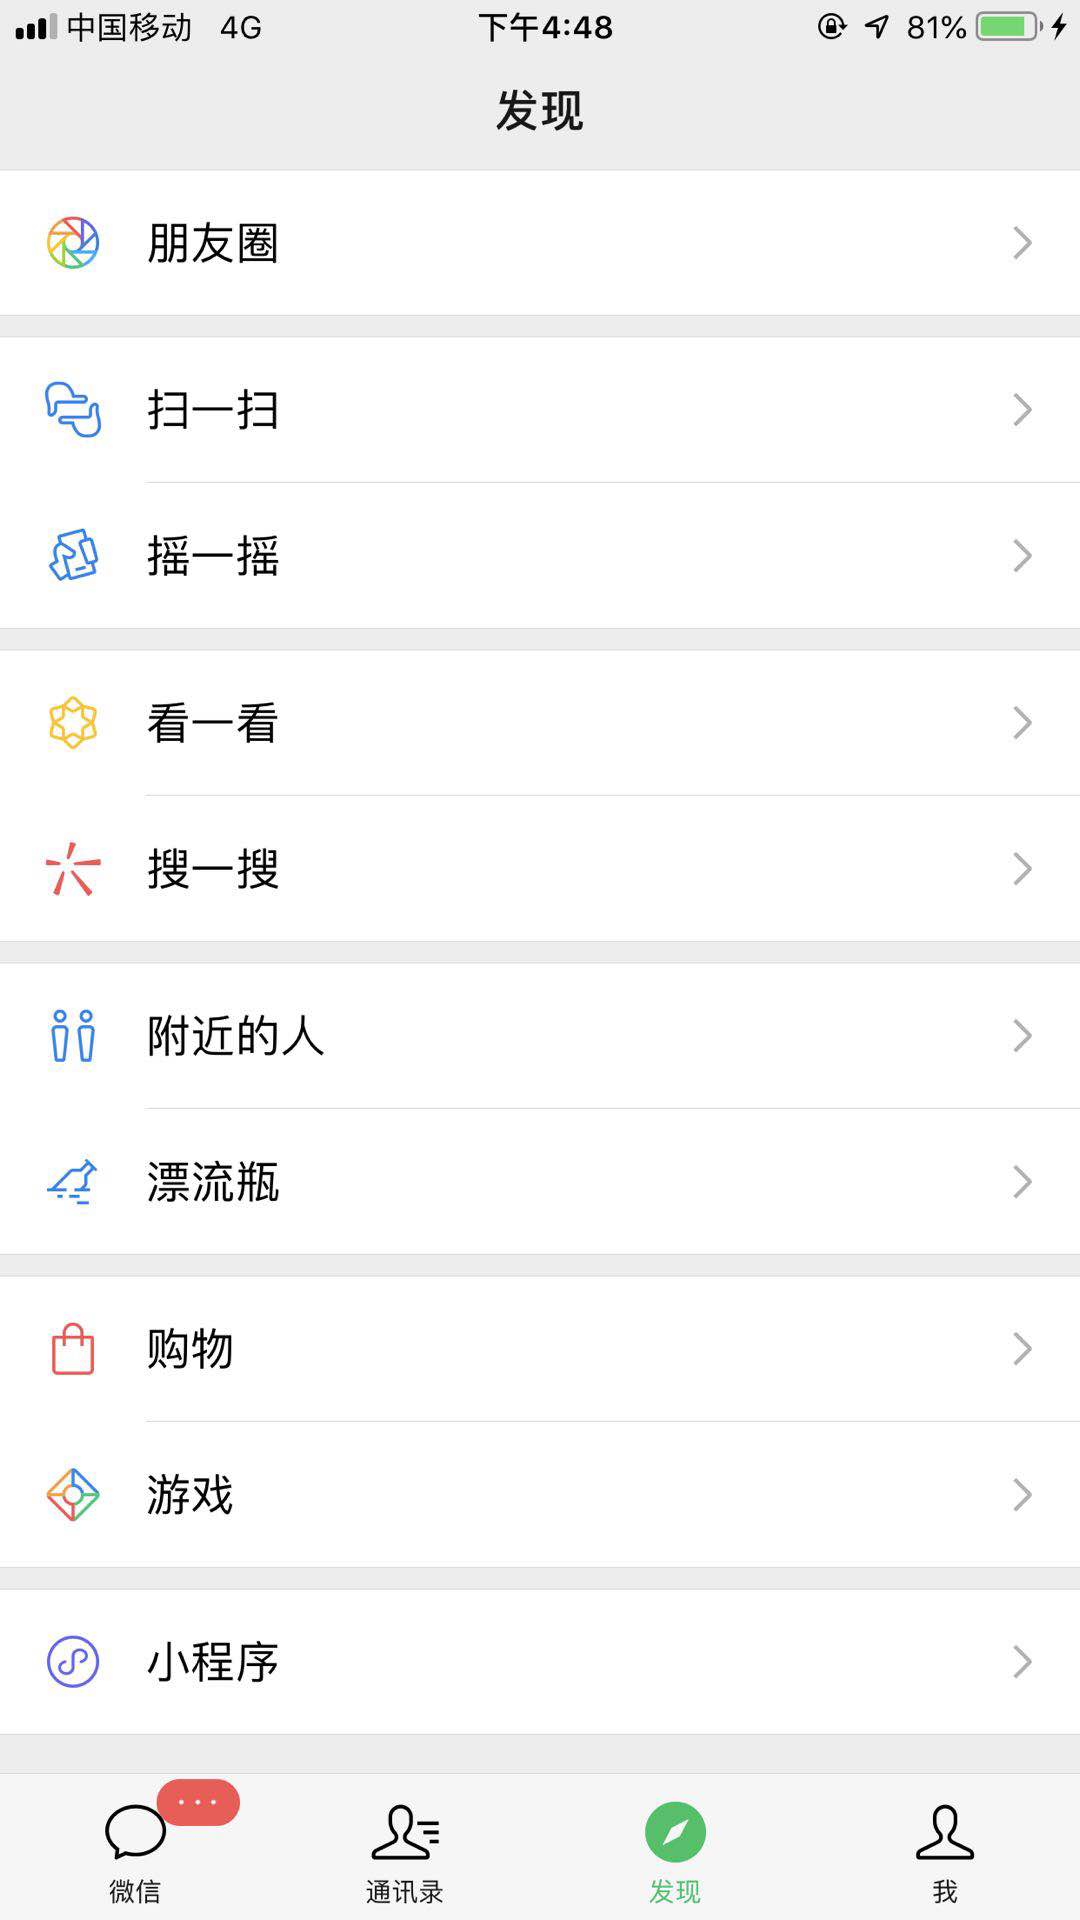 中国移动 4G 下午4:48 81%
发现
朋友圈
扫一扫
摇一摇
看一看
搜一搜
附近的人
漂流瓶
购物
游戏
小程序
...
微信 通讯录 发现 我